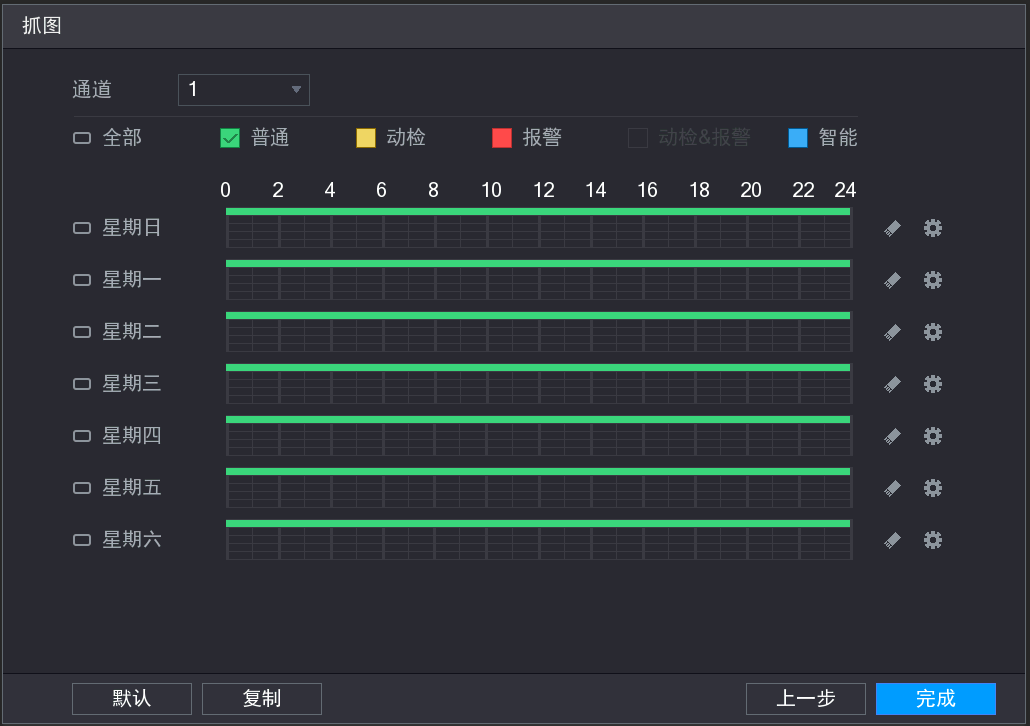 抓图
通道 1
全部 普通 动检 报警 动检&报警 智能
0 2 4 6 8 10 12 14 16 18 20 22 24
星期日
星期一
星期二
星期三
星期四
星期五
星期六
默认 复制 上一步 完成